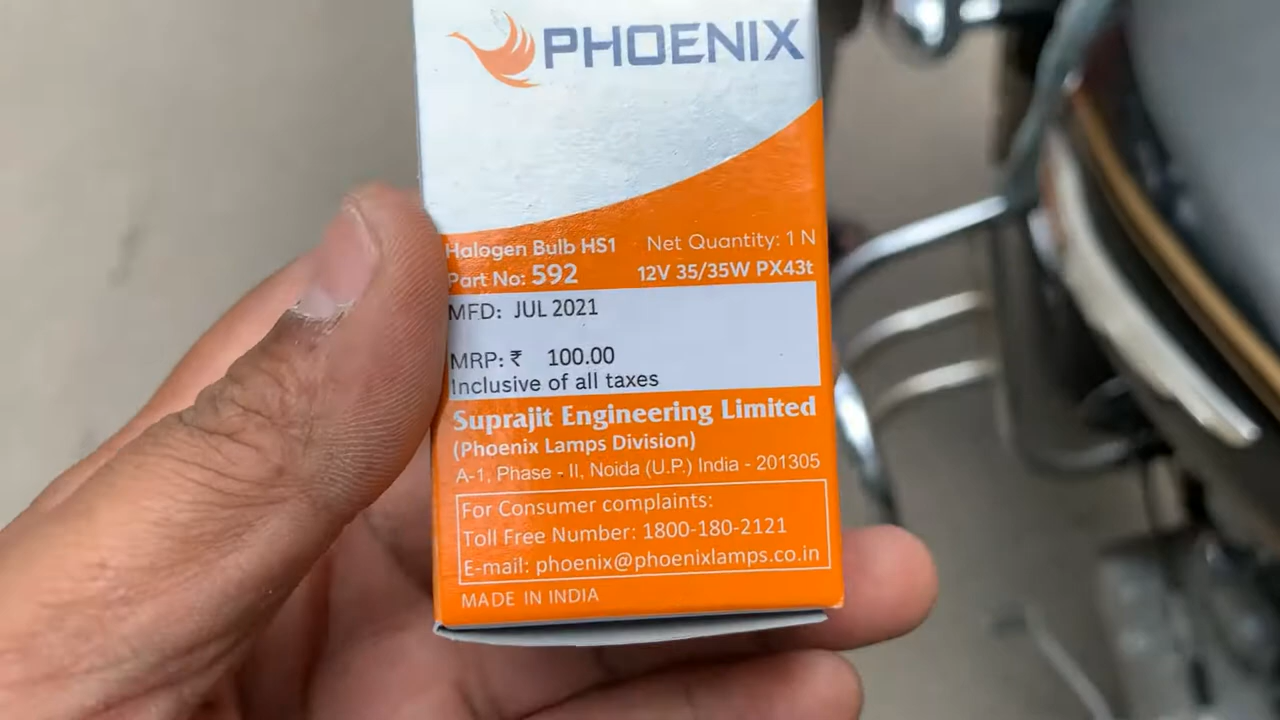 PHOENIX
Halogen Bulb HS1 Net Quantity: 1 N
Part No: 592 12V 35/35W PX43t
MFD: JUL 2021
MRP: ₹ 100.00
Inclusive of all taxes
Suprajit Engineering Limited
(Phoenix Lamps Division)
A-1, Phase - II, Noida (U.P.) India - 201305
For Consumer complaints:
Toll Free Number: 1800-180-2121
E-mail: phoenix@phoenixlamps.co.in
MADE IN INDIA